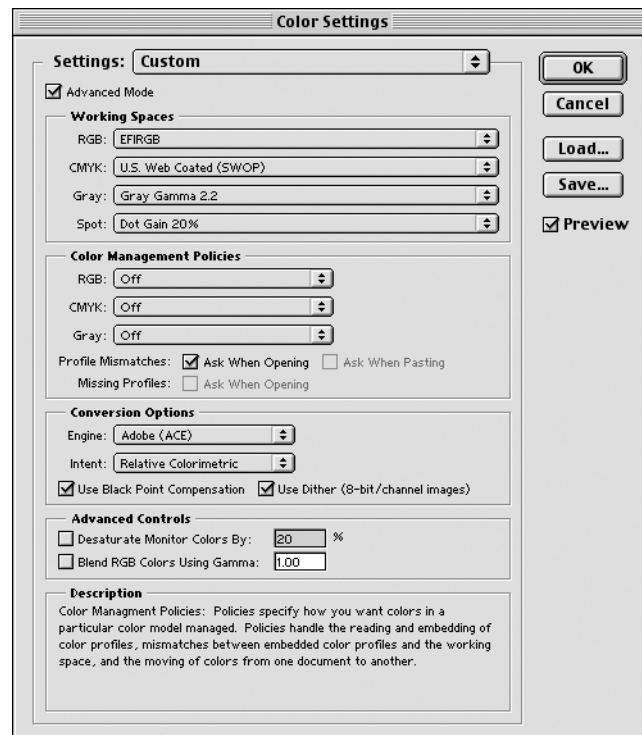 Color Settings
Settings: Custom
OK
Cancel
Load...
Save...
Preview
Advanced Mode
Working Spaces
RGB: EFIRGB
CMYK: U.S. Web Coated (SWOP)
Gray: Gray Gamma 2.2
Spot: Dot Gain 20%
Color Management Policies
RGB: Off
CMYK: Off
Gray: Off
Profile Mismatches: Ask When Opening Ask When Pasting
Missing Profiles: Ask When Opening
Conversion Options
Engine: Adobe (ACE)
Intent: Relative Colorimetric
Use Black Point Compensation Use Dither (8-bit/channel images)
Advanced Controls
Desaturate Monitor Colors By: 20 %
Blend RGB Colors Using Gamma: 1.00
Description
Color Managment Policies: Policies specify how you want colors in a
particular color model managed. Policies handle the reading and embedding of
color profiles, mismatches between embedded color profiles and the working
space, and the moving of colors from one document to another.